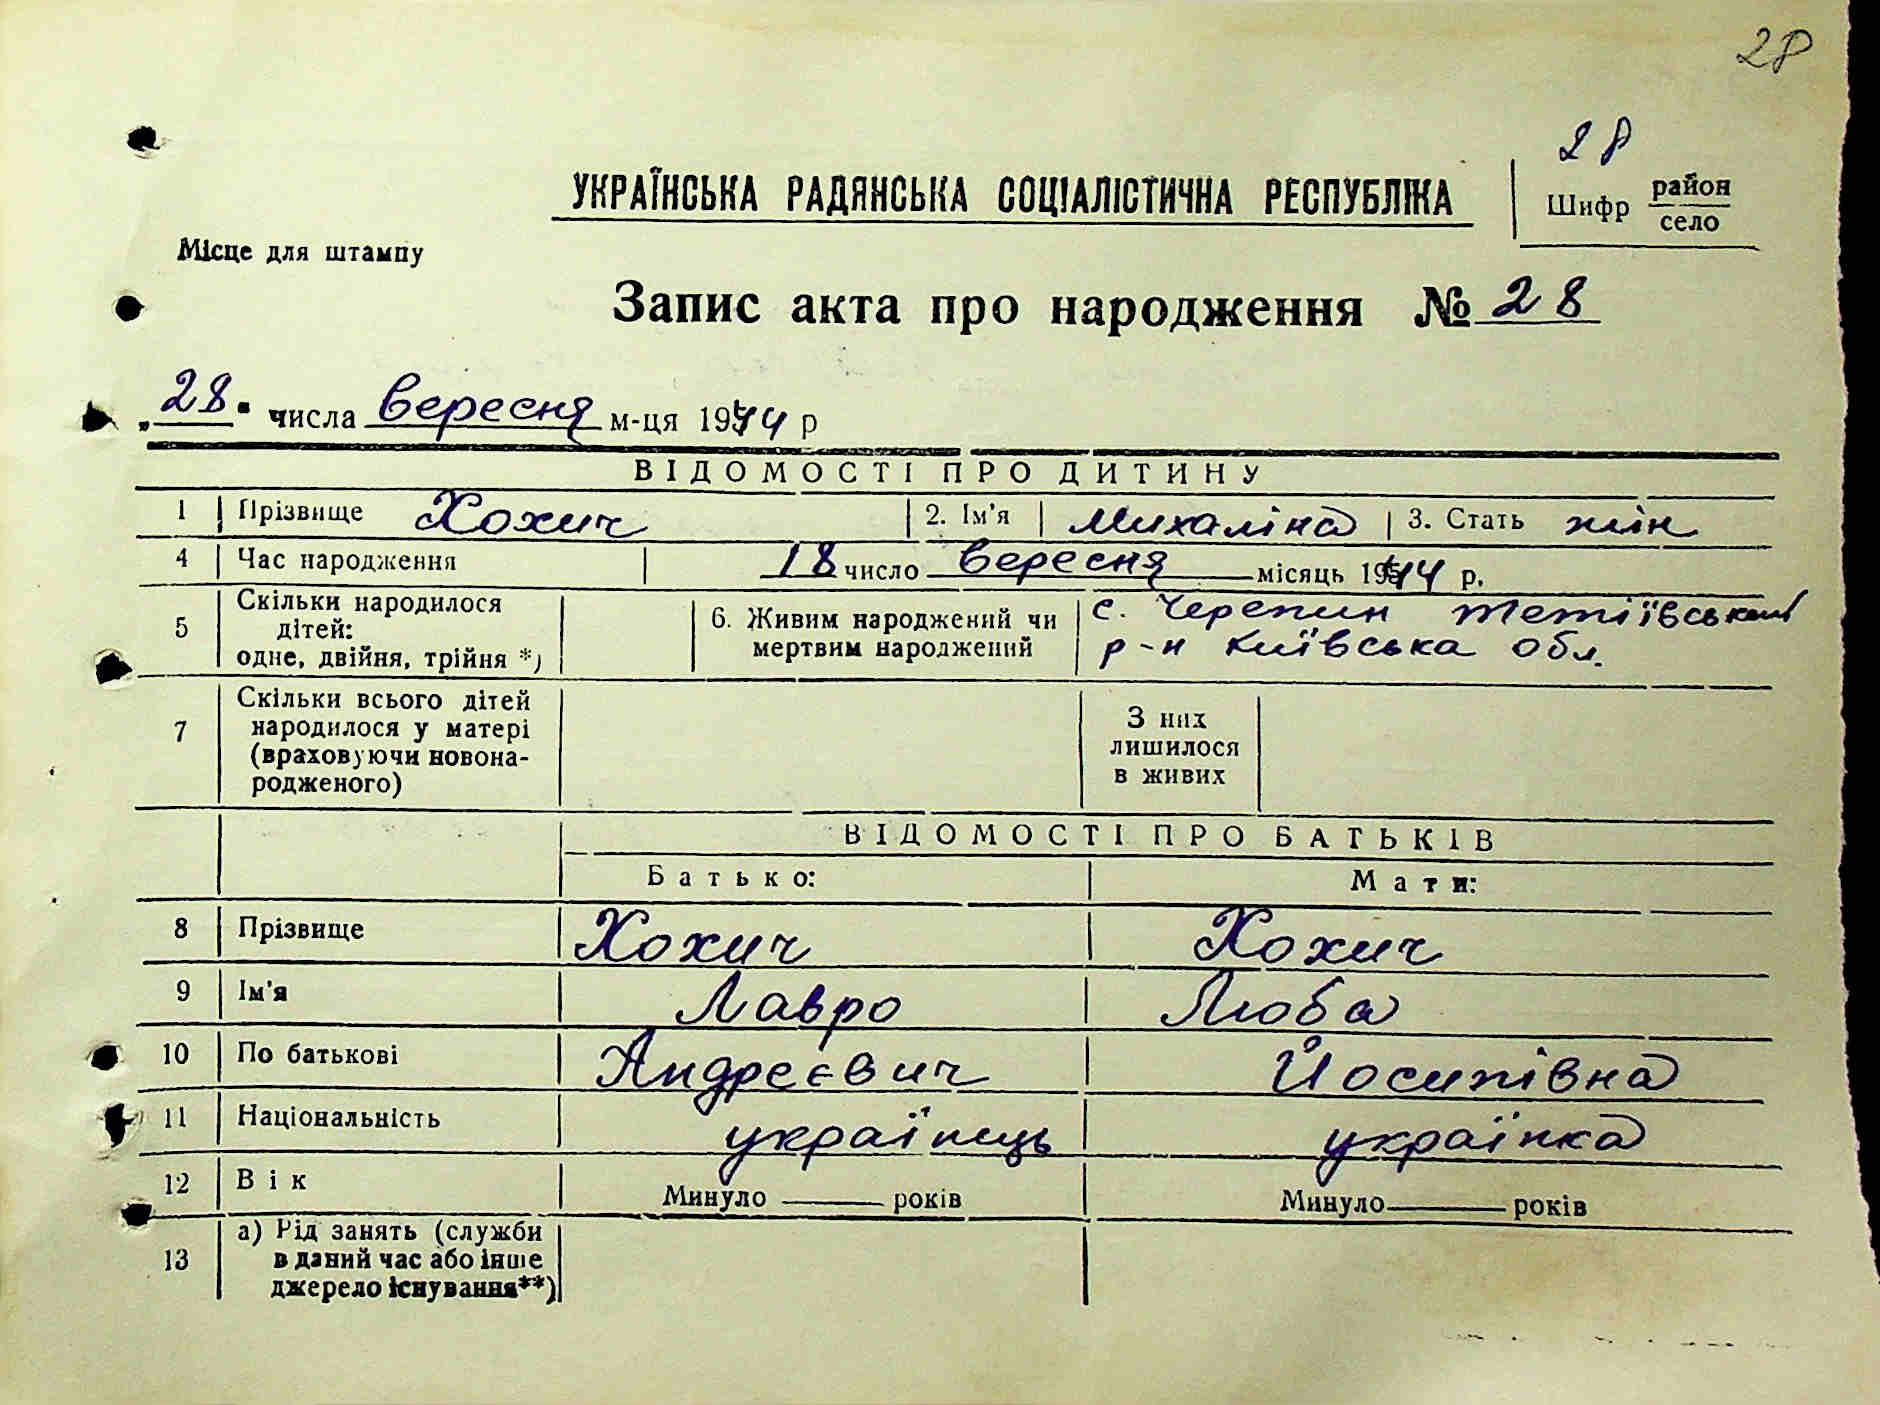 28
28
УКРАЇНСЬКА РАДЯНСЬКА СОЦІАЛІСТИЧНА РЕСПУБЛІКА
Шифр район
село
Місце для штампу
Запис акта про народження № 28
„28" числа вересня м-ця 1944 р
ВІДОМОСТІ ПРО ДИТИНУ
1 Прізвище Хохич 2. Ім'я Михаліна 3. Стать жін
4 Час народження 18 число вересня місяць 1944 р.
5 Скільки народилося
дітей:
одне, двійня, трійня *)
6. Живим народжений чи
мертвим народжений
с. Черепин Тетіївський
р-н Київська обл.
7 Скільки всього дітей
народилося у матері
(враховуючи новона-
родженого)
З них
лишилося
в живих
ВІДОМОСТІ ПРО БАТЬКІВ
Батько: Мати:
8 Прізвище Хохич Хохич
9 Ім'я Лавро Люба
10 По батькові Андреєвич Йосипівна
11 Національність українець українка
12 Вік Минуло років Минуло років
13 а) Рід занять (служби
в даний час або інше
джерело існування**)